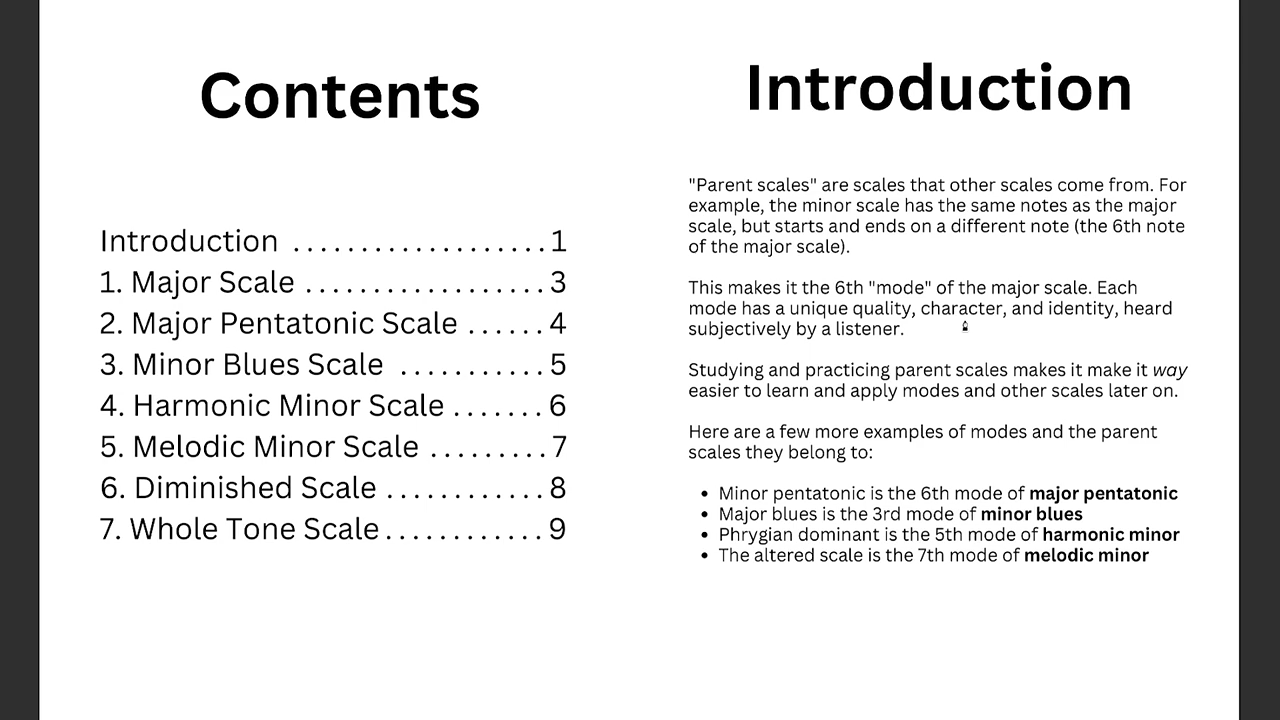 Contents
Introduction ...................1
1. Major Scale ..................3
2. Major Pentatonic Scale ......4
3. Minor Blues Scale ...........5
4. Harmonic Minor Scale .......6
5. Melodic Minor Scale .........7
6. Diminished Scale ............8
7. Whole Tone Scale ............9
Introduction
"Parent scales" are scales that other scales come from. For
example, the minor scale has the same notes as the major
scale, but starts and ends on a different note (the 6th note
of the major scale).
This makes it the 6th "mode" of the major scale. Each
mode has a unique quality, character, and identity, heard
subjectively by a listener.
Studying and practicing parent scales makes it make it way
easier to learn and apply modes and other scales later on.
Here are a few more examples of modes and the parent
scales they belong to:
• Minor pentatonic is the 6th mode of major pentatonic
• Major blues is the 3rd mode of minor blues
• Phrygian dominant is the 5th mode of harmonic minor
• The altered scale is the 7th mode of melodic minor